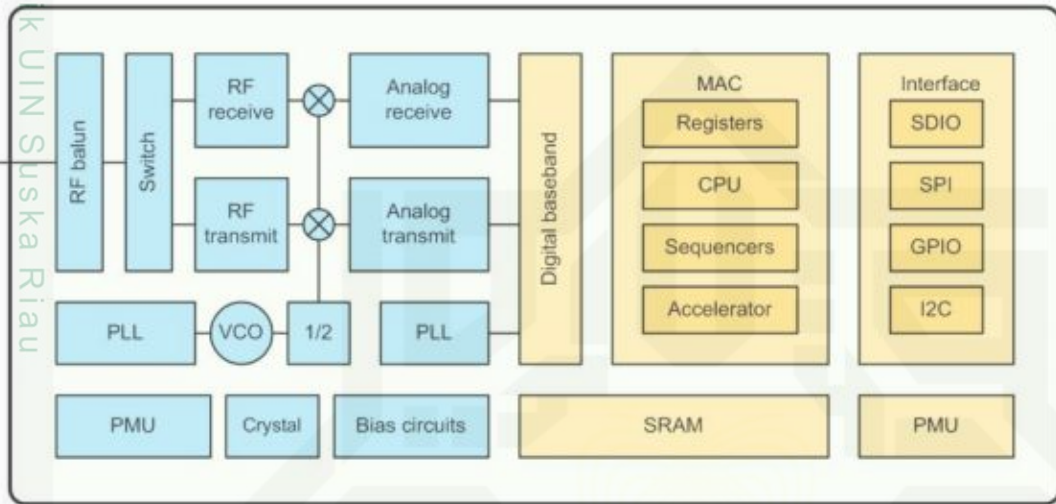 ik UIN Suska Riau
RF balun
Switch
RF
receive
Analog
receive
RF
transmit
Analog
transmit
PLL
VCO
1/2
PLL
PMU
Crystal
Bias circuits
Digital baseband
MAC
Registers
CPU
Sequencers
Accelerator
Interface
SDIO
SPI
GPIO
I2C
SRAM
PMU